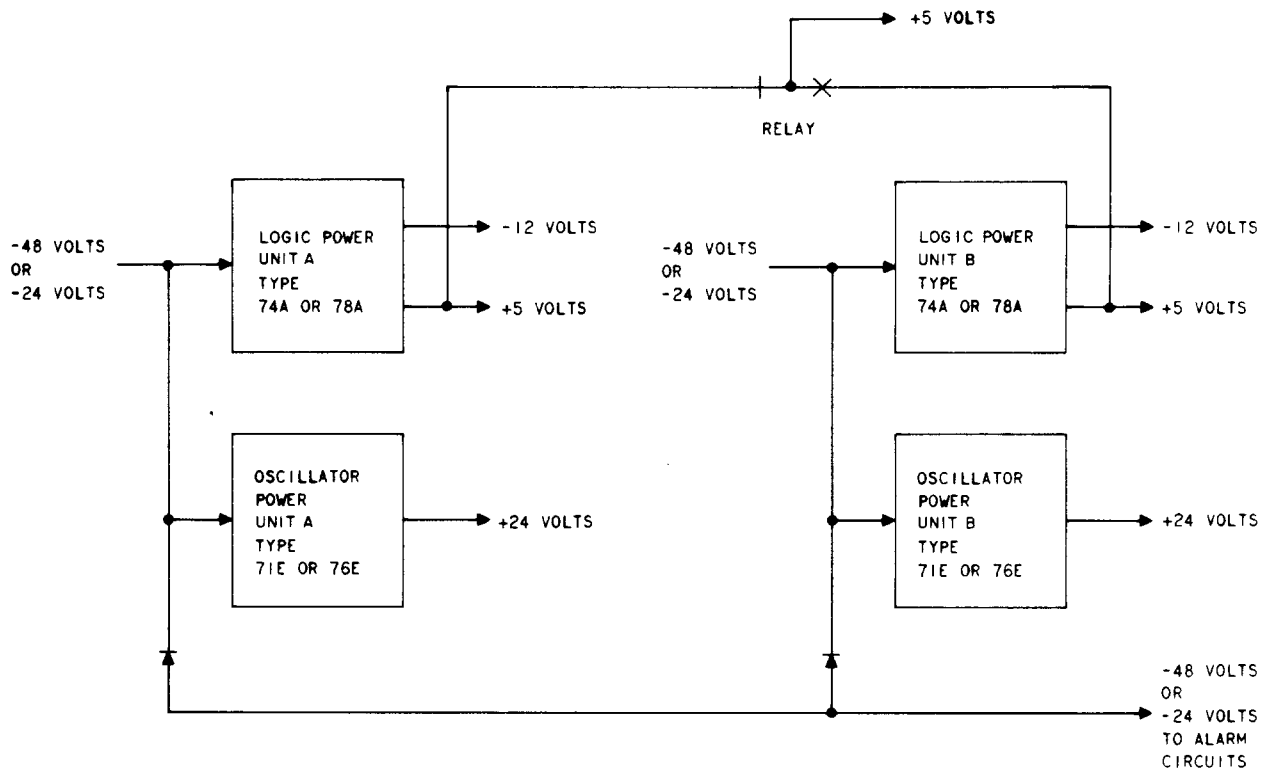 +5 VOLTS
RELAY
-48 VOLTS
OR
-24 VOLTS
LOGIC POWER
UNIT A
TYPE
74A OR 78A
-12 VOLTS
+5 VOLTS
-48 VOLTS
OR
-24 VOLTS
LOGIC POWER
UNIT B
TYPE
74A OR 78A
-12 VOLTS
+5 VOLTS
OSCILLATOR
POWER
UNIT A
TYPE
71E OR 76E
+24 VOLTS
OSCILLATOR
POWER
UNIT B
TYPE
71E OR 76E
+24 VOLTS
-48 VOLTS
OR
-24 VOLTS
TO ALARM
CIRCUITS